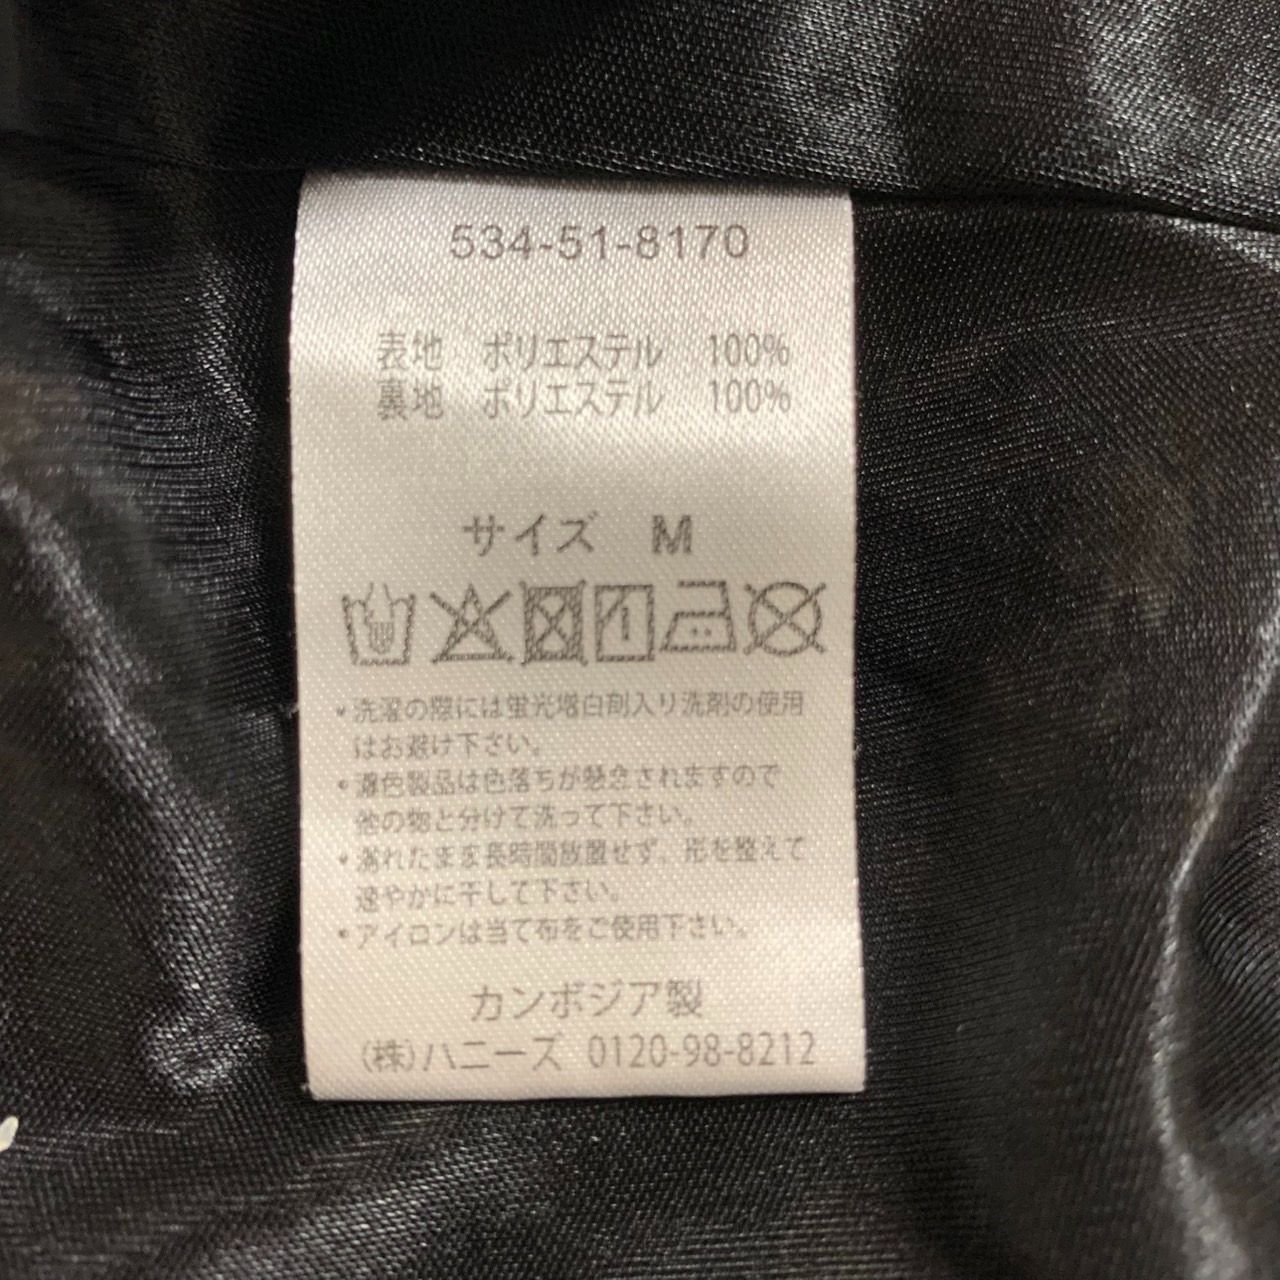 534-51-8170
表地 ポリエステル 100%
裏地 ポリエステル 100%
サイズ M
•洗濯の際には蛍光増白剤入り洗剤の使用
はお避け下さい。
•濃色製品は色落ちが懸念されますので
他の物と分けて洗って下さい。
•濡れたまま長時間放置せず、形を整えて
速やかに干して下さい。
•アイロンは当て布をご使用下さい。
カンボジア製
(株)ハニーズ 0120-98-8212